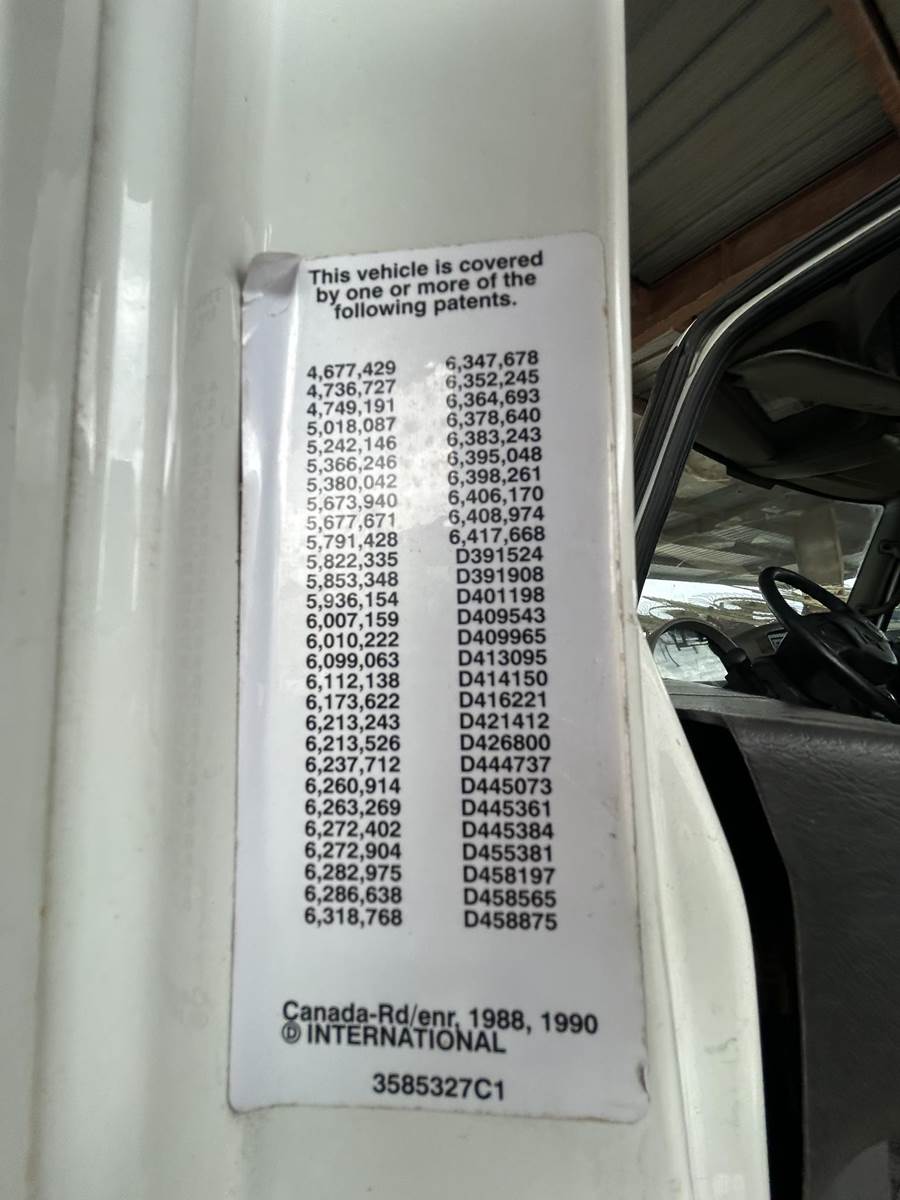 This vehicle is covered
by one or more of the
following patents.
4,677,429 6,347,678
4,736,727 6,352,245
4,749,191 6,364,693
5,018,087 6,378,640
5,242,146 6,383,243
5,366,246 6,395,048
5,380,042 6,398,261
5,673,940 6,406,170
5,677,671 6,408,974
5,791,428 6,417,668
5,822,335 D391524
5,853,348 D391908
5,936,154 D401198
6,007,159 D409543
6,010,222 D409965
6,099,063 D413095
6,112,138 D414150
6,173,622 D416221
6,213,243 D421412
6,213,526 D426800
6,237,712 D444737
6,260,914 D445073
6,263,269 D445361
6,272,402 D445384
6,272,904 D455381
6,282,975 D458197
6,286,638 D458565
6,318,768 D458875
Canada-Rd/enr. 1988, 1990
Ⓓ INTERNATIONAL
3585327C1